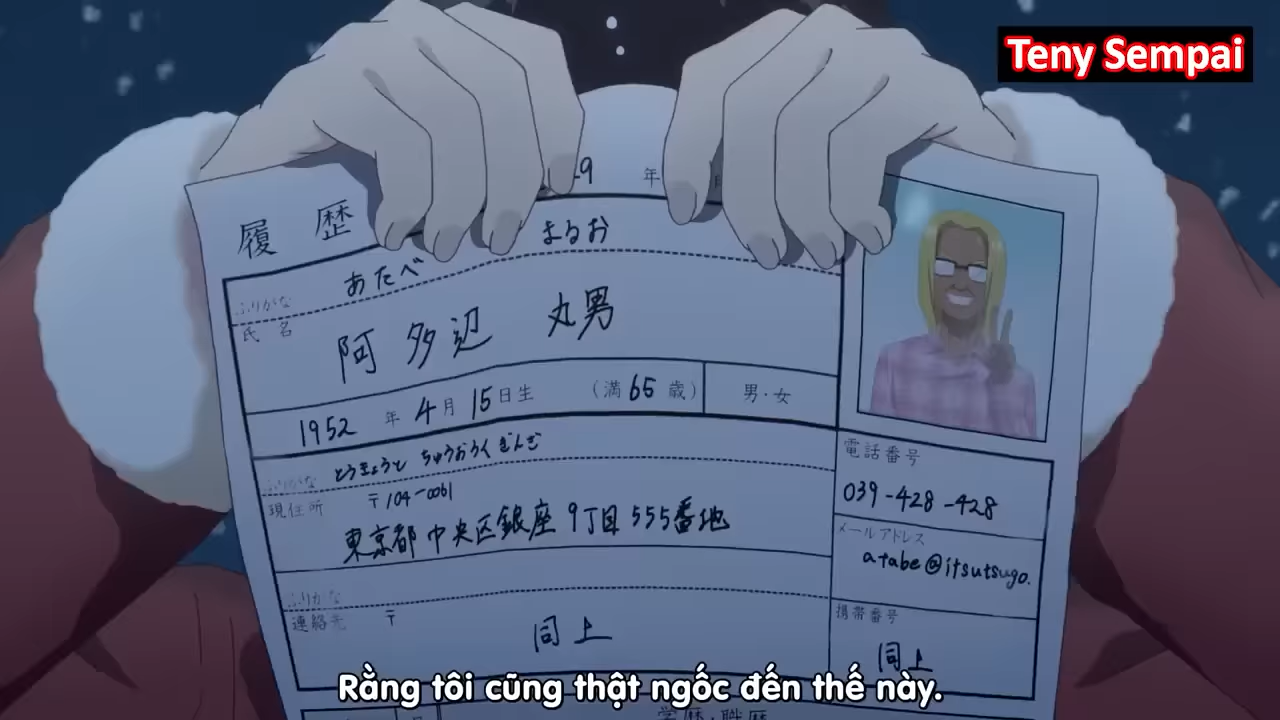 Teny Sempai
9 年
履歴
ふりがな あたべ まるお
氏名 阿多辺 丸男
1952 年 4 月 15 日生 (満 65 歳) 男・女
ふりがな とうきょうと ちゅうおうく ぎんざ
現住所 〒104-0061
東京都中央区銀座9丁目555番地
ふりがな
連絡先 〒
同上
電話番号
039-428-428
メールアドレス
atabe@itsutsugo.
携帯番号
同上
学歴・職歴
Rằng tôi cũng thật ngốc đến thế này.